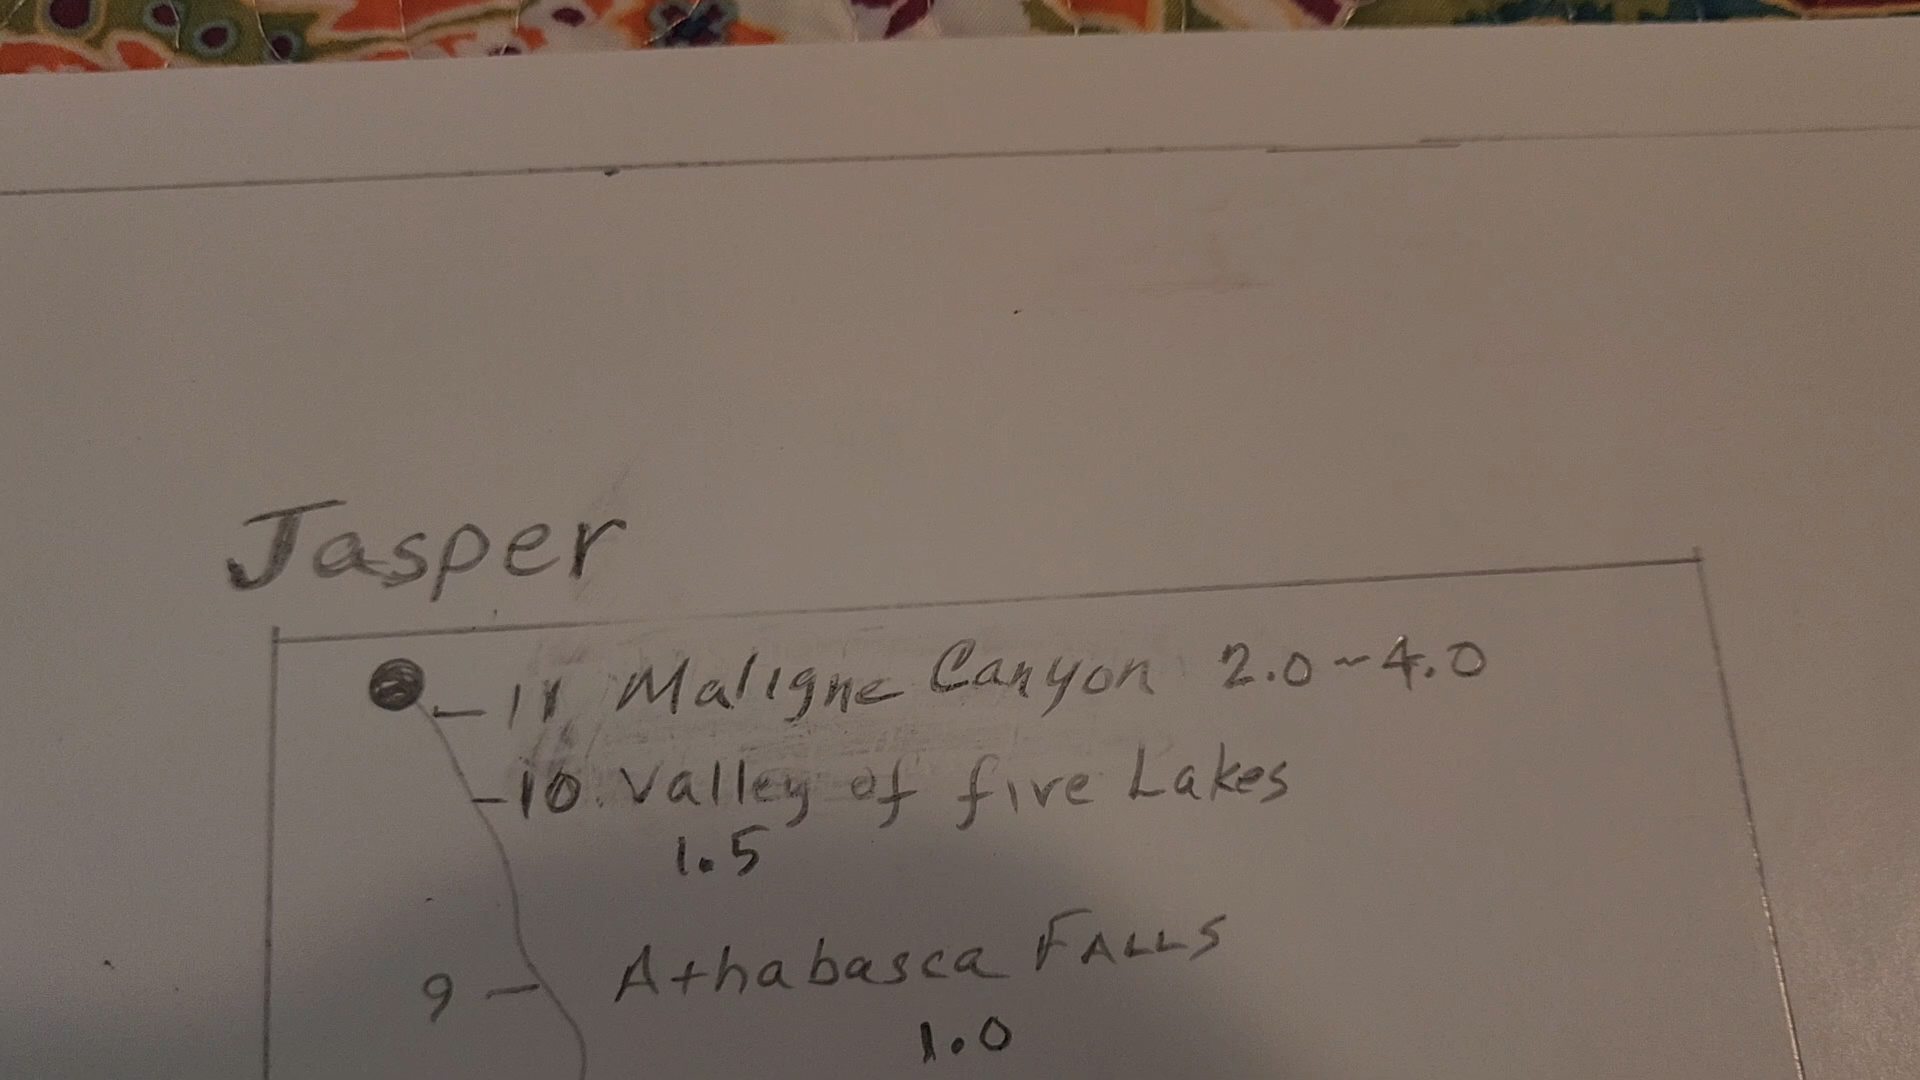 Jasper
11 Maligne Canyon 2.0~4.0
10. Valley of five Lakes
1.5
9 Athabasca FALLS
1.0